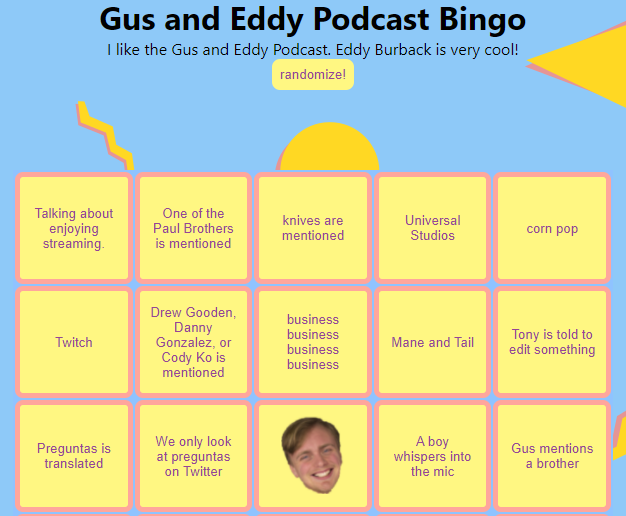 Gus and Eddy Podcast Bingo
I like the Gus and Eddy Podcast. Eddy Burback is very cool!
randomize!
Talking about
enjoying
streaming.
One of the
Paul Brothers
is mentioned
knives are
mentioned
Universal
Studios
corn pop
Twitch
Drew Gooden,
Danny
Gonzalez, or
Cody Ko is
mentioned
business
business
business
business
Mane and Tail
Tony is told to
edit something
Preguntas is
translated
We only look
at preguntas
on Twitter
A boy
whispers into
the mic
Gus mentions
a brother